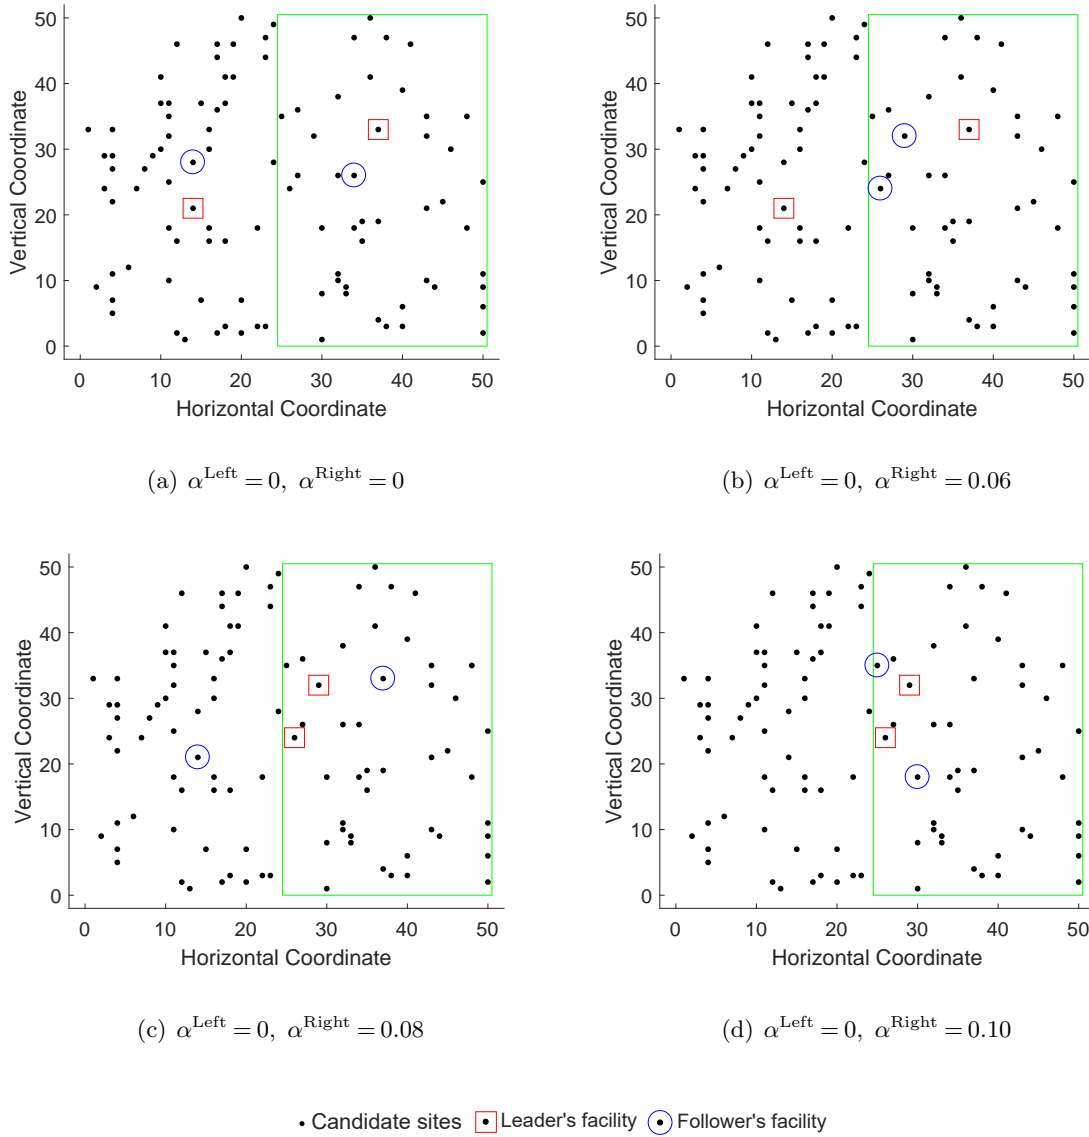 50
40
30
20
10
0
0 10 20 30 40 50
Vertical Coordinate
Horizontal Coordinate
(a) α^Left = 0, α^Right = 0
50
40
30
20
10
0
0 10 20 30 40 50
Vertical Coordinate
Horizontal Coordinate
(b) α^Left = 0, α^Right = 0.06
50
40
30
20
10
0
0 10 20 30 40 50
Vertical Coordinate
Horizontal Coordinate
(c) α^Left = 0, α^Right = 0.08
50
40
30
20
10
0
0 10 20 30 40 50
Vertical Coordinate
Horizontal Coordinate
(d) α^Left = 0, α^Right = 0.10
Candidate sites Leader's facility Follower's facility